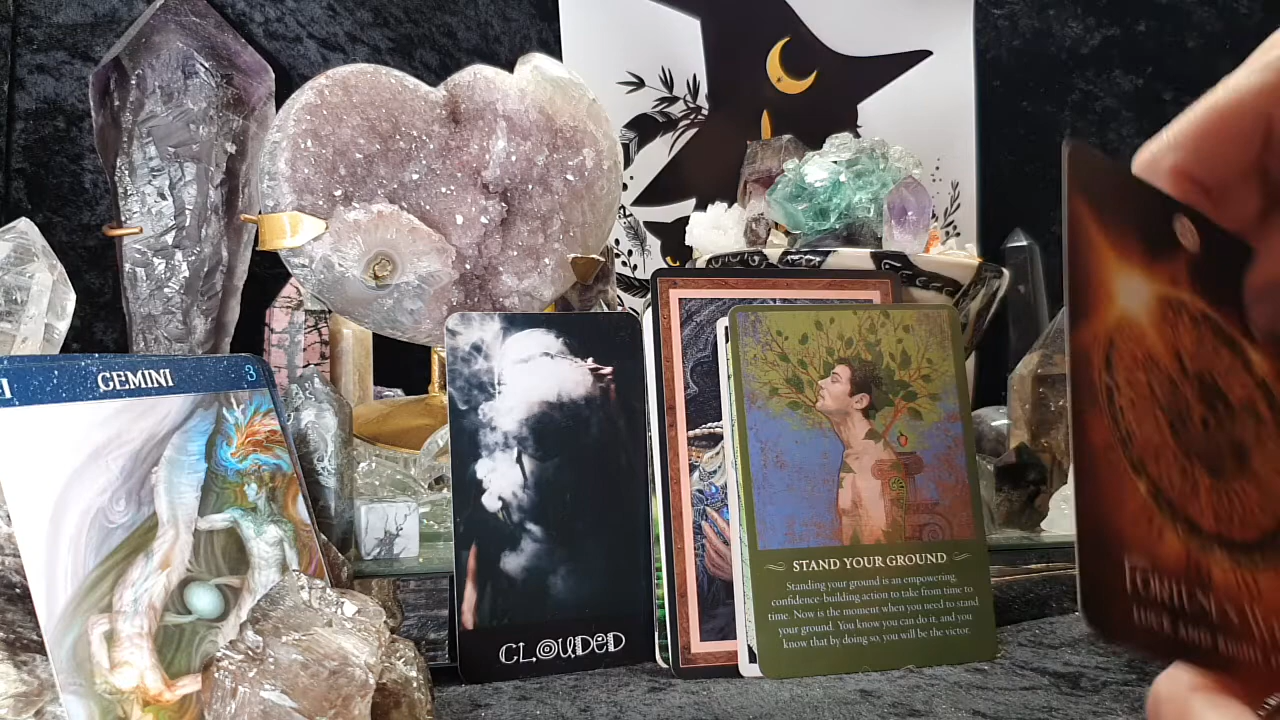 GEMINI
3
CLOUDED
STAND YOUR GROUND
Standing your ground is an empowering,
confidence-building action to take from time to
time. Now is the moment when you need to stand
your ground. You know you can do it, and you
know that by doing so, you will be the victor.